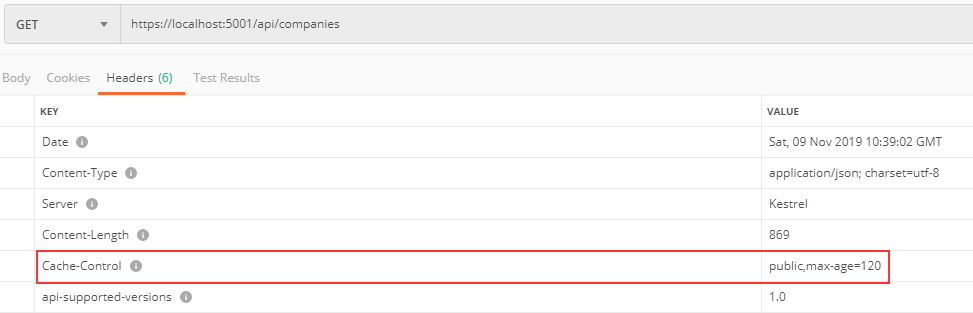 GET https://localhost:5001/api/companies
Body Cookies Headers (6) Test Results
KEY VALUE
Date Sat, 09 Nov 2019 10:39:02 GMT
Content-Type application/json; charset=utf-8
Server Kestrel
Content-Length 869
Cache-Control public,max-age=120
api-supported-versions 1.0